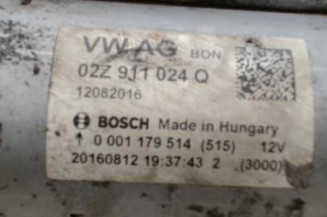 VW AG BDN
02Z 911 024 Q
12082016
BOSCH Made in Hungary
↑ 0 001 179 514 (515) 12V
20160812 19:37:43 2 (3000)